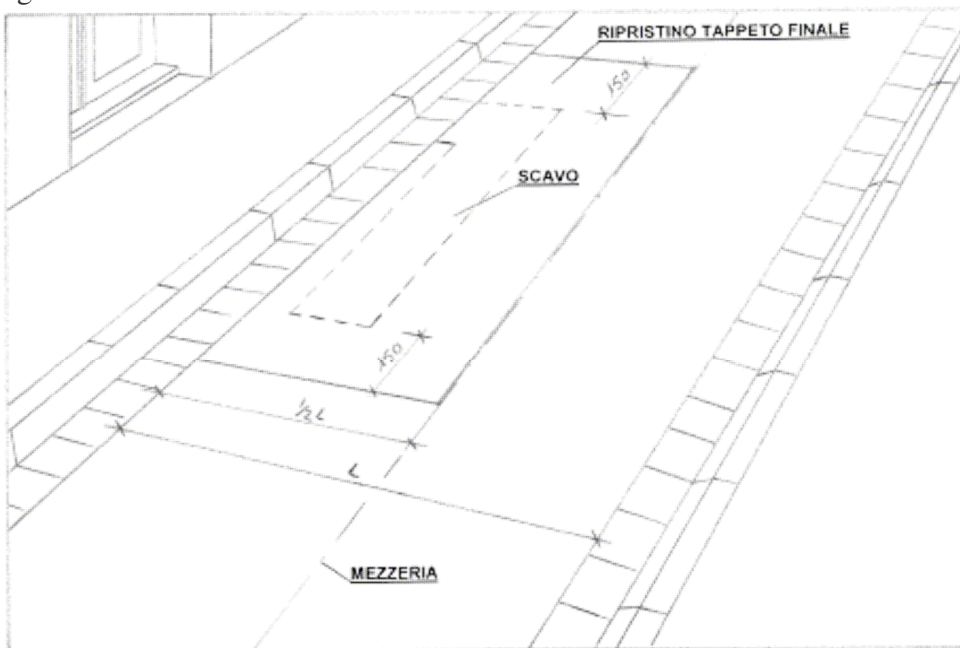 RIPRISTINO TAPPETO FINALE
150
SCAVO
150
½L
L
MEZZERIA